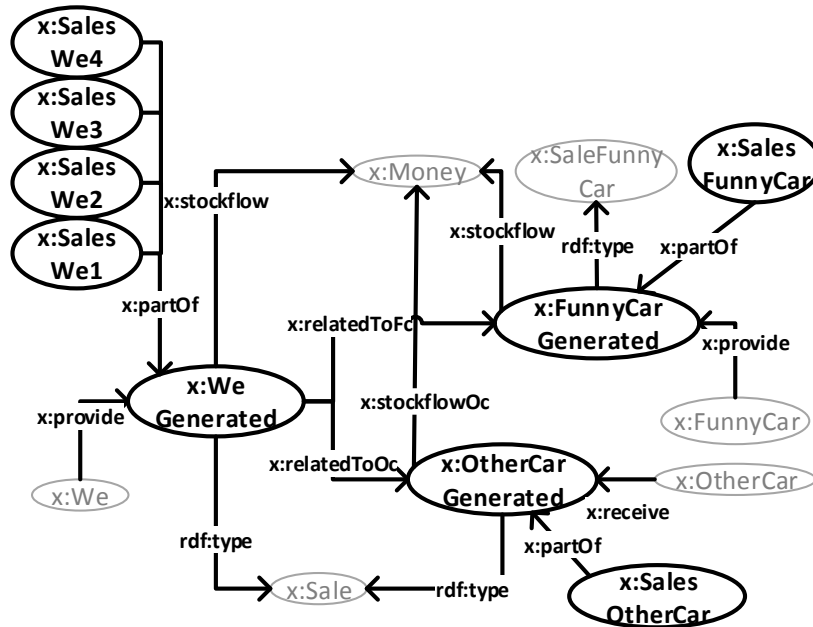 x:Sales
We4
x:Sales
We3
x:Sales
We2
x:Sales
We1
x:Money
x:SaleFunny
Car
x:Sales
FunnyCar
x:stockflow
x:stockflow
rdf:type
x:partOf
x:partOf
x:FunnyCar
Generated
x:relatedToFc
x:provide
x:We
Generated
x:provide
x:stockflowOc
x:FunnyCar
x:relatedToOc
x:OtherCar
Generated
x:OtherCar
x:We
x:receive
rdf:type
x:partOf
x:Sale
rdf:type
x:Sales
OtherCar